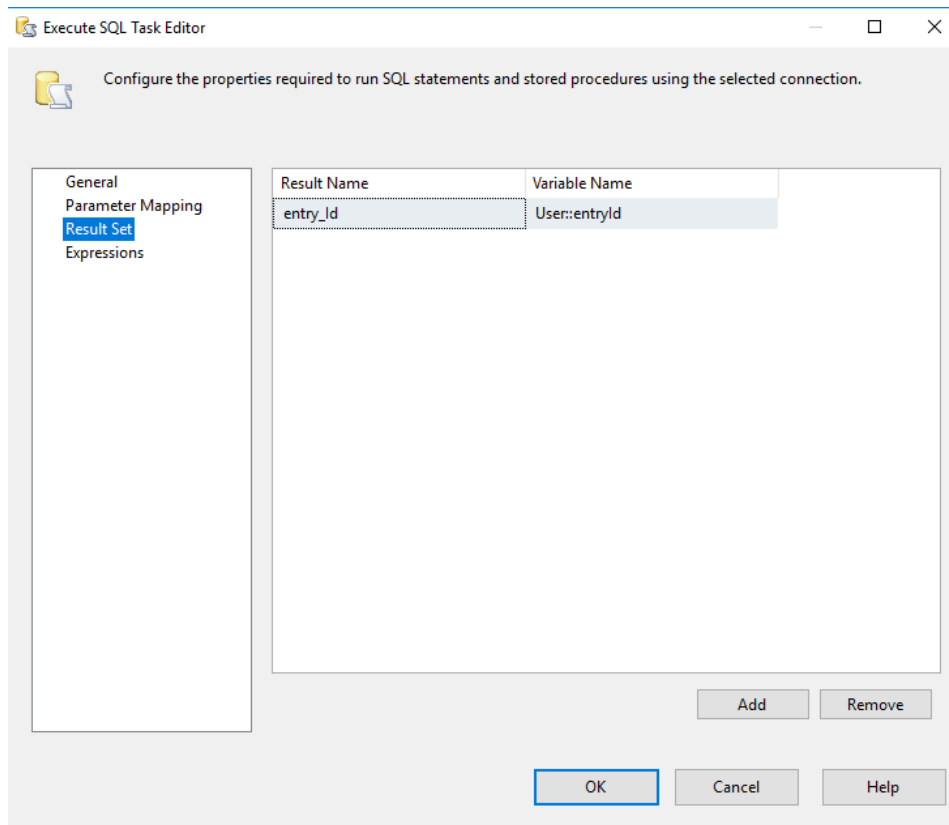 Execute SQL Task Editor
Configure the properties required to run SQL statements and stored procedures using the selected connection.
General
Parameter Mapping
Result Set
Expressions
Result Name Variable Name
entry_Id User::entryId
Add Remove
OK Cancel Help